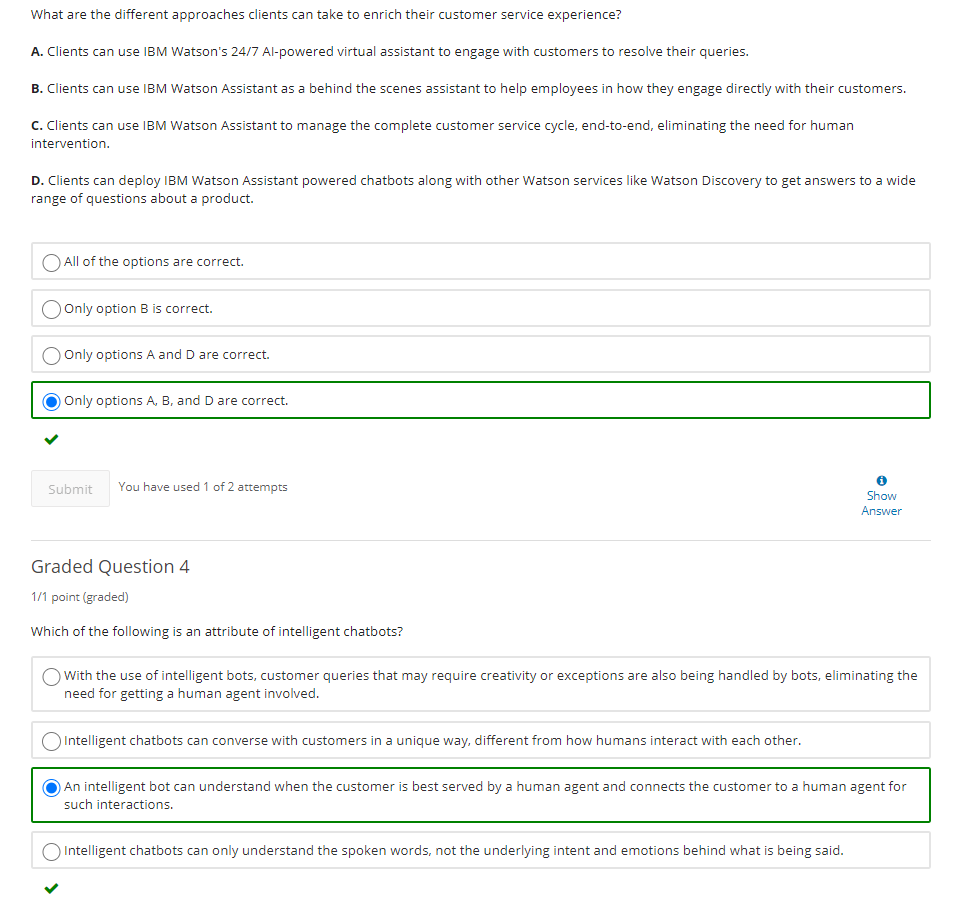 What are the different approaches clients can take to enrich their customer service experience?
A. Clients can use IBM Watson's 24/7 AI-powered virtual assistant to engage with customers to resolve their queries.
B. Clients can use IBM Watson Assistant as a behind the scenes assistant to help employees in how they engage directly with their customers.
C. Clients can use IBM Watson Assistant to manage the complete customer service cycle, end-to-end, eliminating the need for human
intervention.
D. Clients can deploy IBM Watson Assistant powered chatbots along with other Watson services like Watson Discovery to get answers to a wide
range of questions about a product.
All of the options are correct.
Only option B is correct.
Only options A and D are correct.
Only options A, B, and D are correct.
Submit
You have used 1 of 2 attempts
Show
Answer
Graded Question 4
1/1 point (graded)
Which of the following is an attribute of intelligent chatbots?
With the use of intelligent bots, customer queries that may require creativity or exceptions are also being handled by bots, eliminating the
need for getting a human agent involved.
Intelligent chatbots can converse with customers in a unique way, different from how humans interact with each other.
An intelligent bot can understand when the customer is best served by a human agent and connects the customer to a human agent for
such interactions.
Intelligent chatbots can only understand the spoken words, not the underlying intent and emotions behind what is being said.